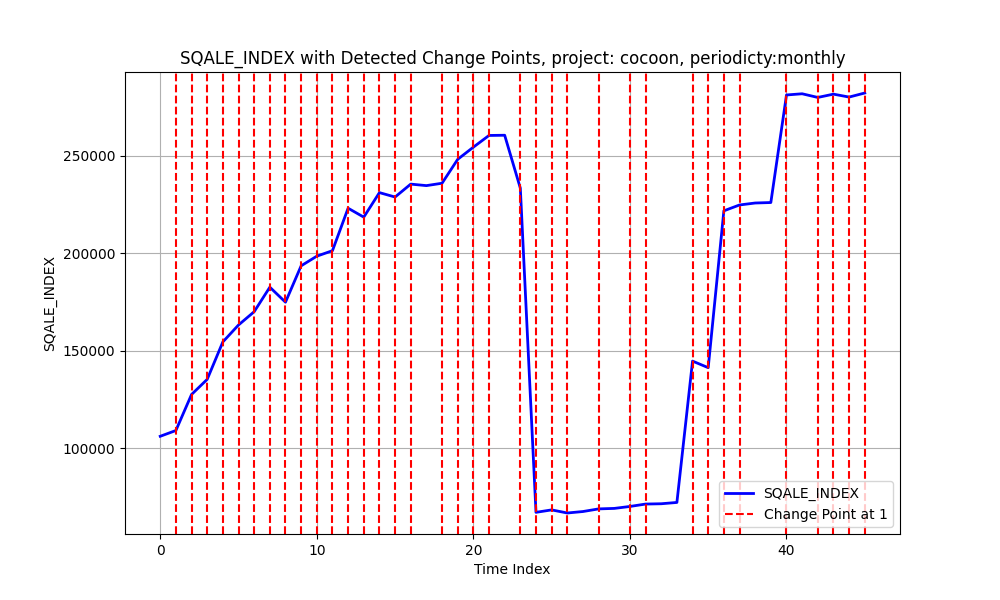 SQALE_INDEX with Detected Change Points, project: cocoon, periodicty:monthly
250000
200000
150000
100000
SQALE_INDEX
SQALE_INDEX
Change Point at 1
0
10
20
30
40
Time Index